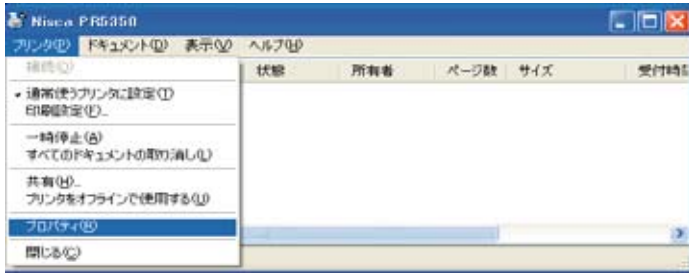 Nisca PR5350
プリンタ(P) ドキュメント(D) 表示(V) ヘルプ(H)
接続(O)
状態 所有者 ページ数 サイズ 受付時刻
通常使うプリンタに設定(T)
印刷設定(F)...
一時停止(A)
すべてのドキュメントの取り消し(L)
共有(H)...
プリンタをオフラインで使用する(U)
プロパティ(R)
閉じる(C)